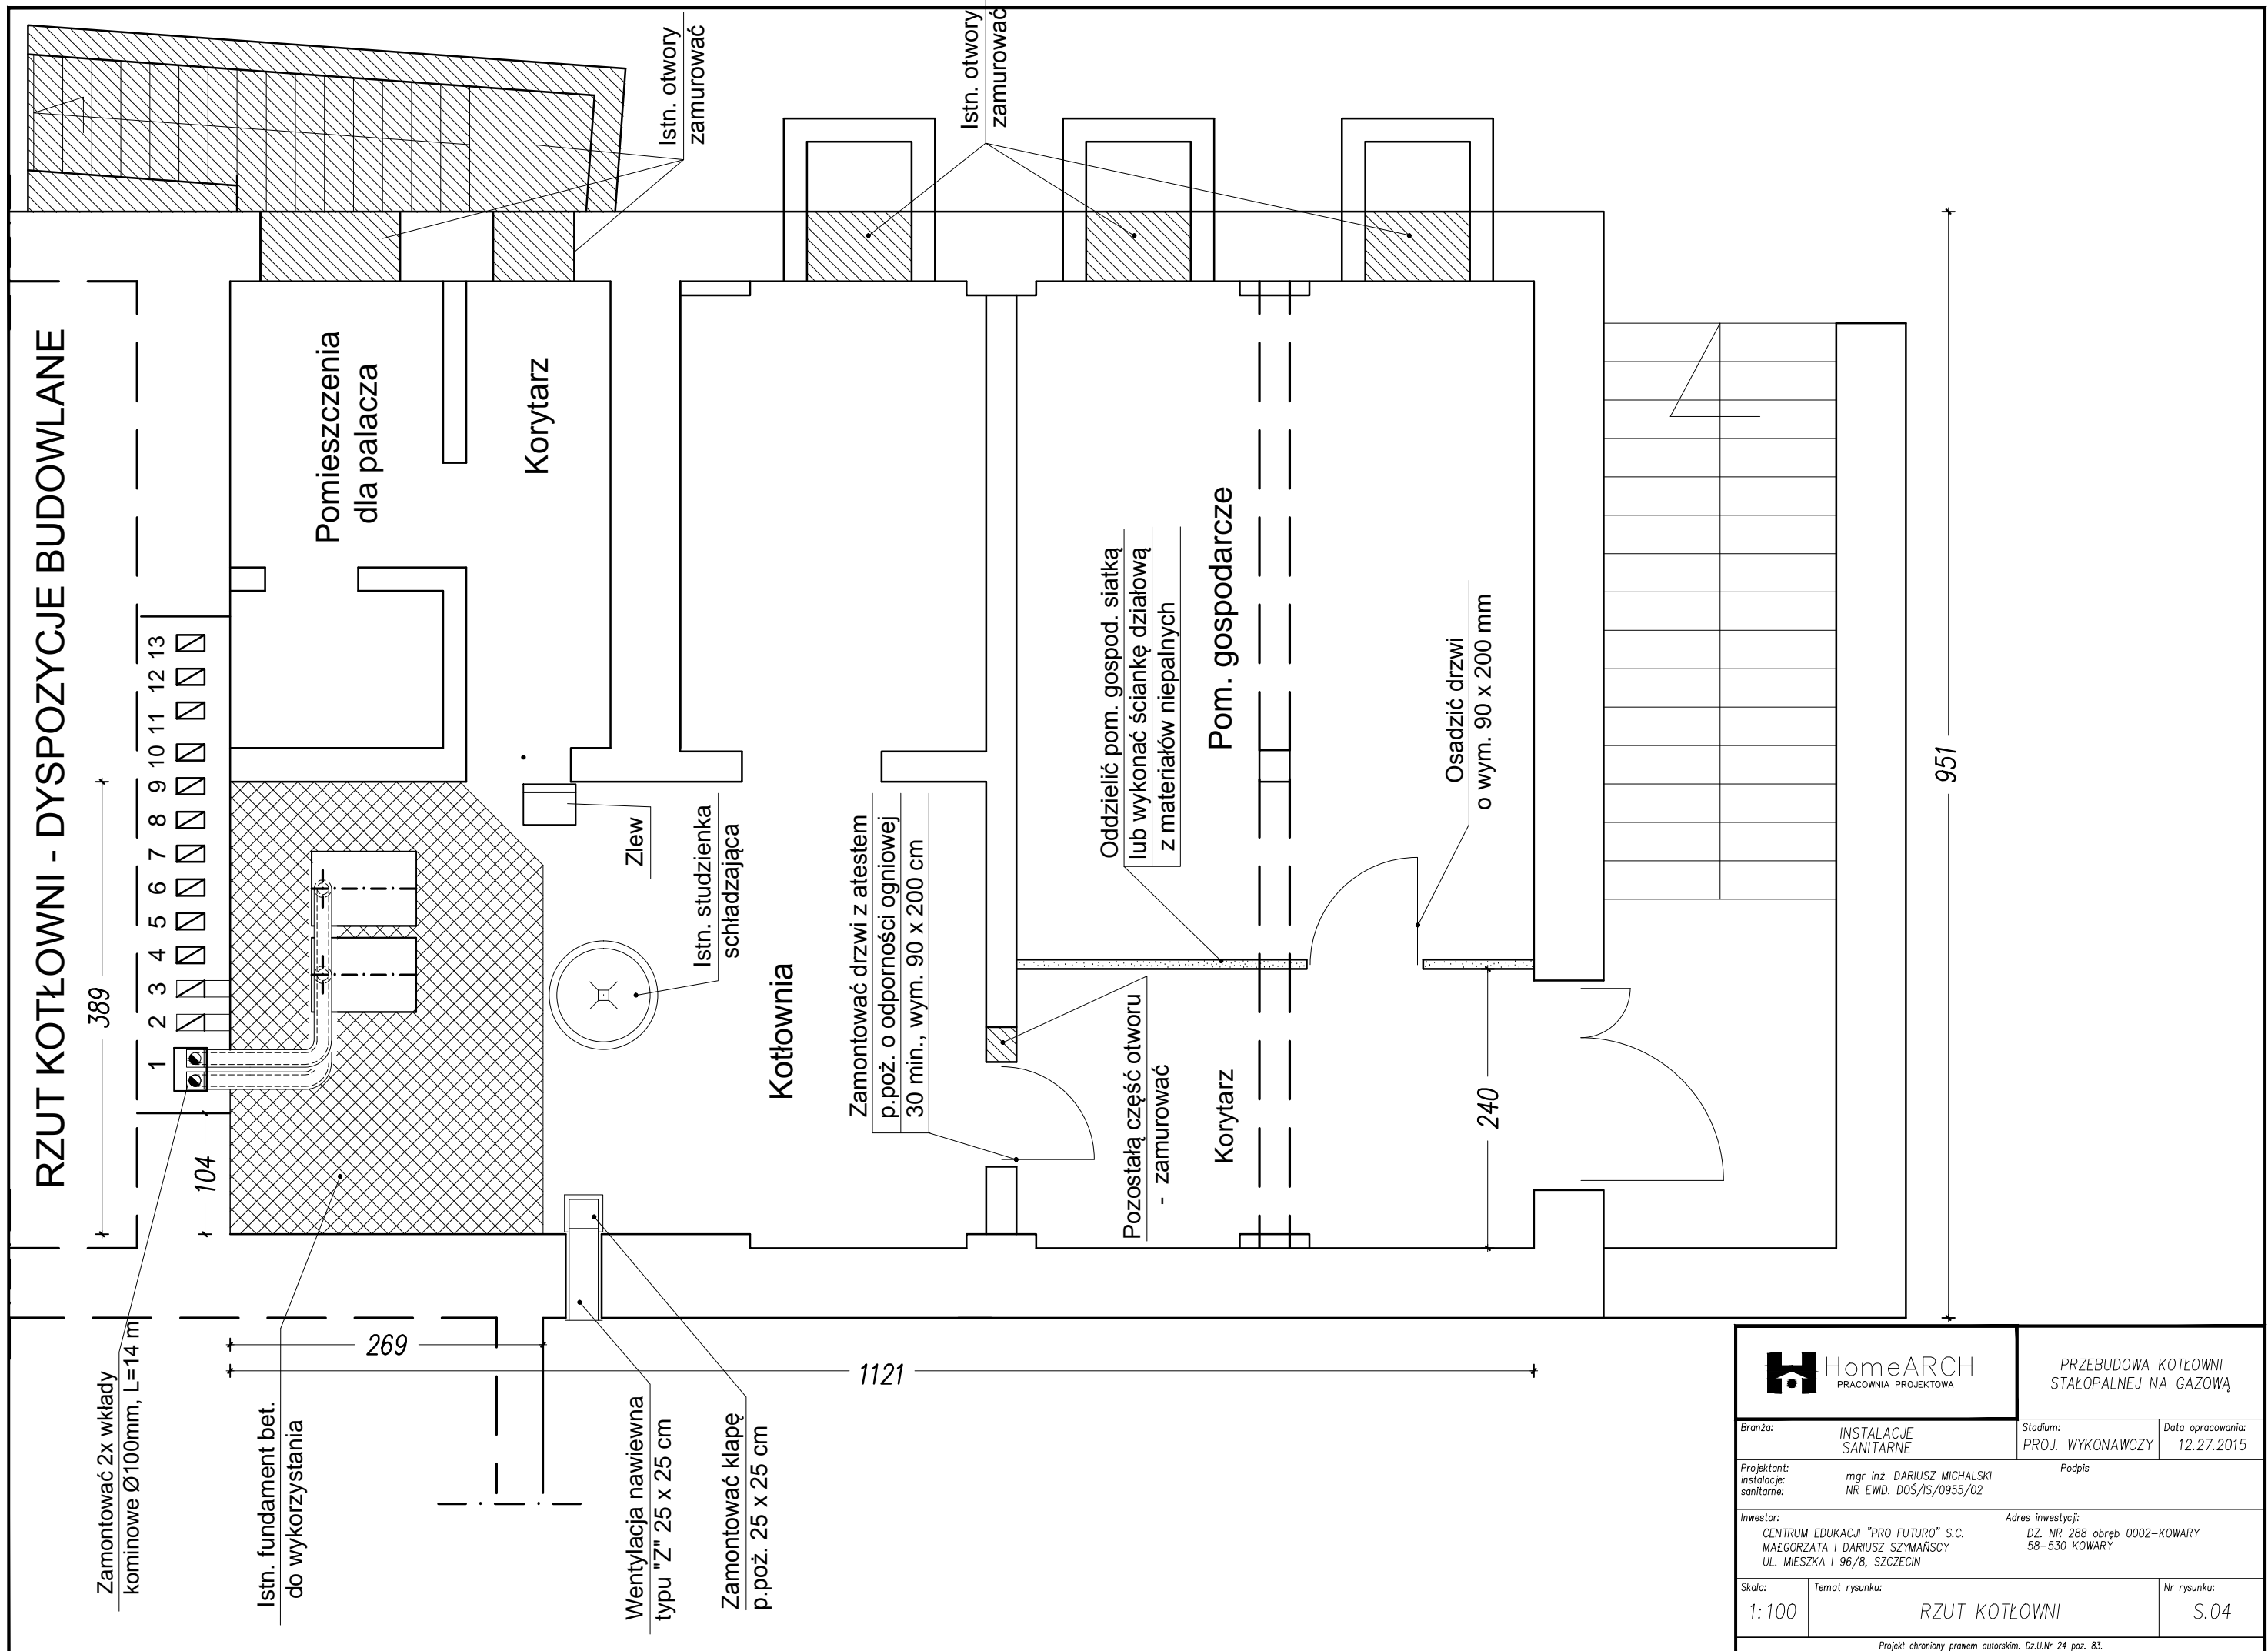 RZUT KOTŁOWNI - DYSPOZYCJE BUDOWLANE
Istn. otwory
zamurować
Istn. otwory
zamurować
Pomieszczenia
dla palacza
Korytarz
1 2 3 4 5 6 7 8 9 10 11 12 13
389
104
Zlew
Istn. studzienka
schładzająca
Kotłownia
Zamontować drzwi z atestem
p.poż. o odporności ogniowej
30 min., wym. 90 x 200 cm
Oddzielić pom. gospod. siatką
lub wykonać ściankę działową
z materiałów niepalnych
Pom. gospodarcze
Osadzić drzwi
o wym. 90 x 200 mm
Pozostałą część otworu
- zamurować
Korytarz
240
951
269
1121
Zamontować 2x wkłady
kominowe Ø100mm, L=14 m
Istn. fundament bet.
do wykorzystania
Wentylacja nawiewna
typu "Z" 25 x 25 cm
Zamontować klapę
p.poż. 25 x 25 cm
HomeARCH
PRACOWNIA PROJEKTOWA
PRZEBUDOWA KOTŁOWNI
STAŁOPALNEJ NA GAZOWĄ
Branża:
INSTALACJE
SANITARNE
Stadium:
PROJ. WYKONAWCZY
Data opracowania:
12.27.2015
Projektant:
instalacje:
sanitarne:
mgr inż. DARIUSZ MICHALSKI
NR EWID. DOŚ/IS/0955/02
Podpis
Inwestor:
CENTRUM EDUKACJI "PRO FUTURO" S.C.
MAŁGORZATA I DARIUSZ SZYMAŃSCY
UL. MIESZKA I 96/8, SZCZECIN
Adres inwestycji:
DZ. NR 288 obręb 0002-KOWARY
58-530 KOWARY
Skala:
1:100
Temat rysunku:
RZUT KOTŁOWNI
Nr rysunku:
S.04
Projekt chroniony prawem autorskim. Dz.U.Nr 24 poz. 83.